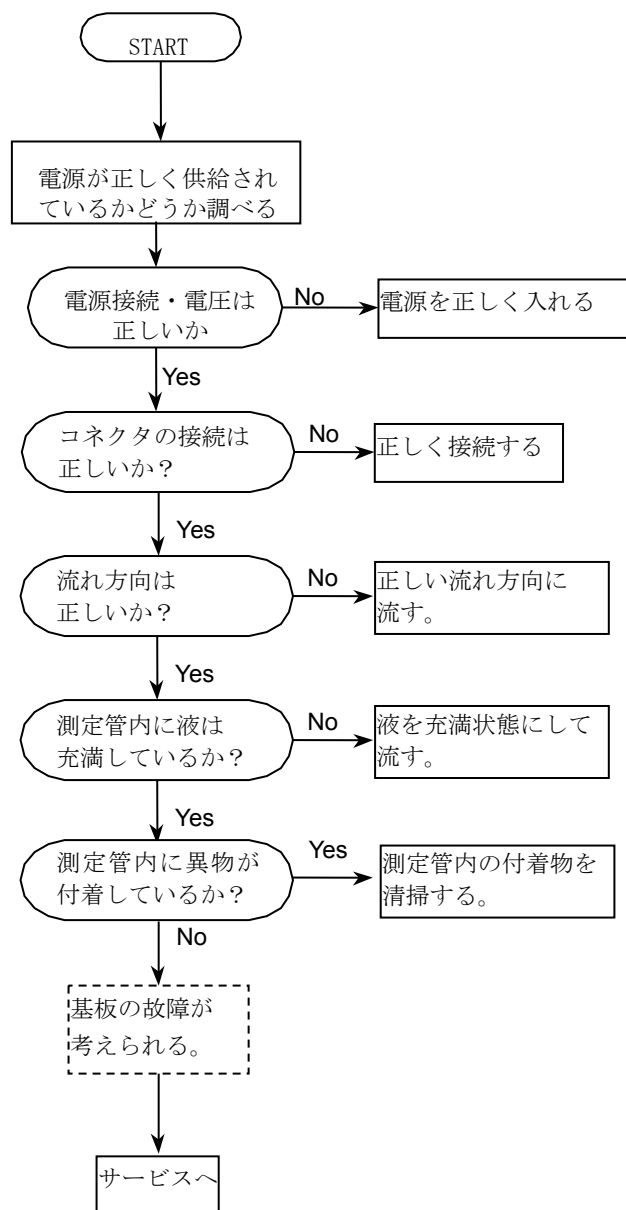 START
電源が正しく供給され
ているかどうか調べる
電源接続・電圧は
正しいか
No
電源を正しく入れる
Yes
コネクタの接続は
正しいか？
No
正しく接続する
Yes
流れ方向は
正しいか？
No
正しい流れ方向に
流す。
Yes
測定管内に液は
充満しているか？
No
液を充満状態にして
流す。
Yes
測定管内に異物が
付着しているか？
Yes
測定管内の付着物を
清掃する。
No
基板の故障が
考えられる。
サービスへ